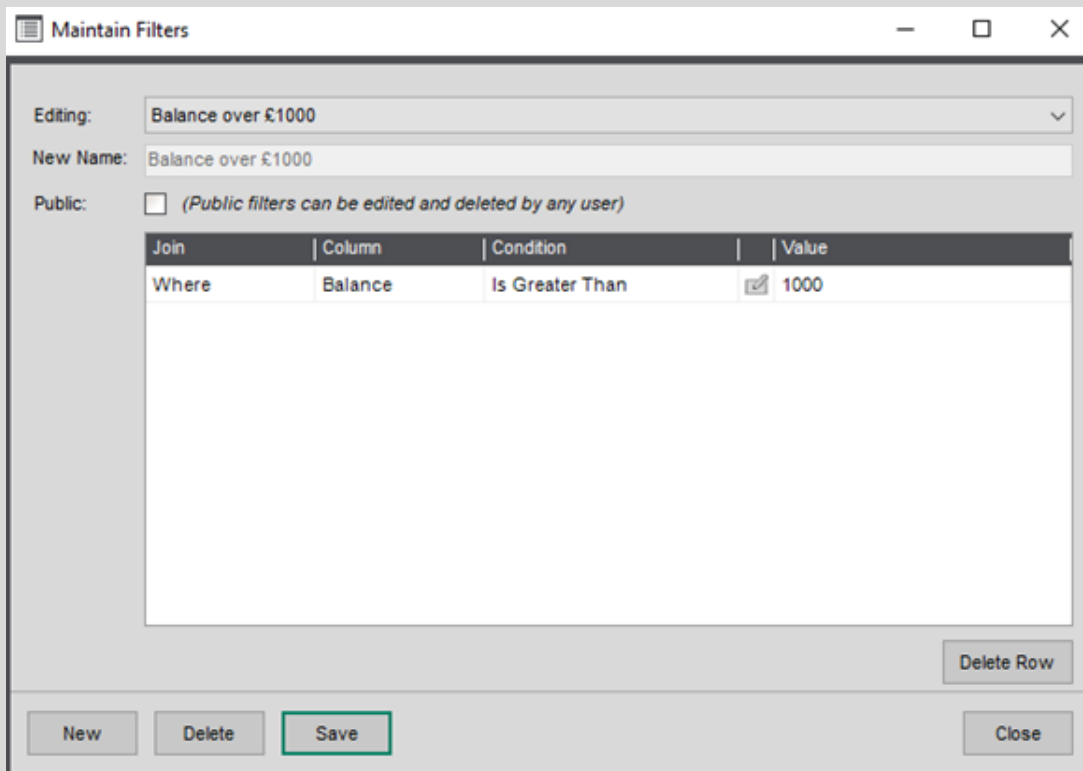 Maintain Filters
Editing: Balance over £1000
New Name: Balance over £1000
Public: (Public filters can be edited and deleted by any user)
Join Column Condition Value
Where Balance Is Greater Than 1000
Delete Row
New Delete Save Close